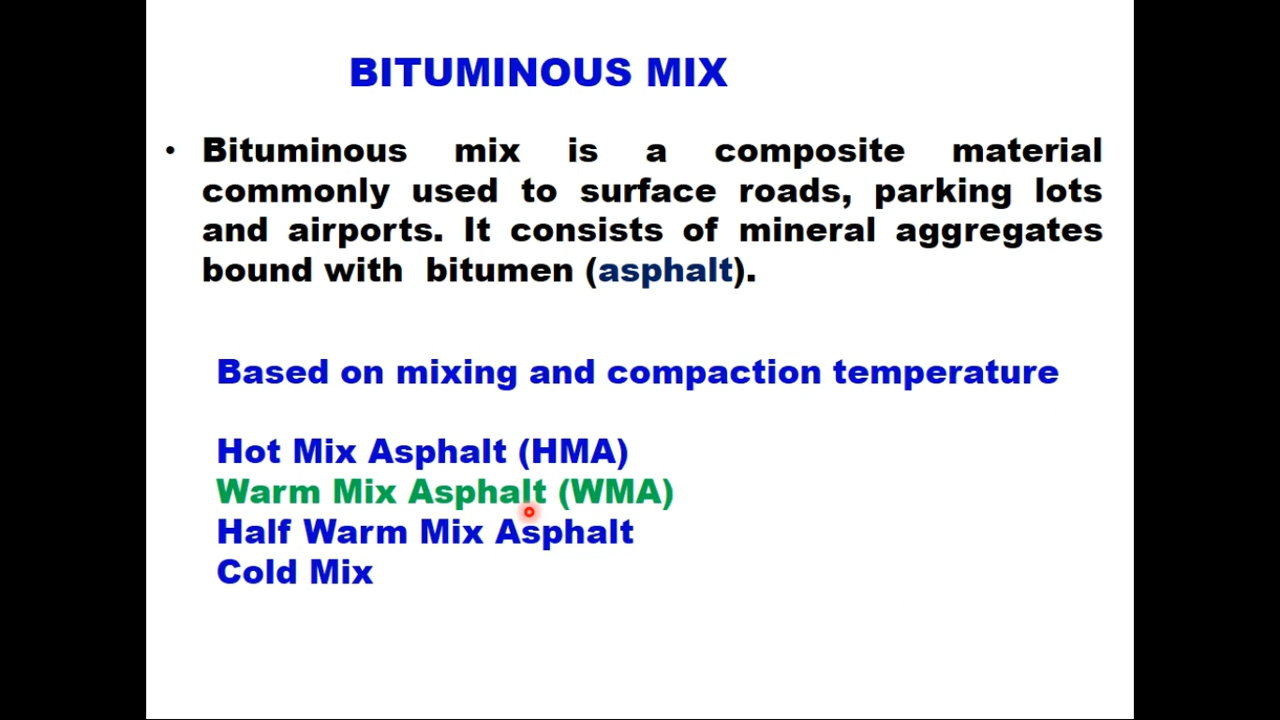 BITUMINOUS MIX
• Bituminous mix is a composite material
commonly used to surface roads, parking lots
and airports. It consists of mineral aggregates
bound with bitumen (asphalt).
Based on mixing and compaction temperature
Hot Mix Asphalt (HMA)
Warm Mix Asphalt (WMA)
Half Warm Mix Asphalt
Cold Mix